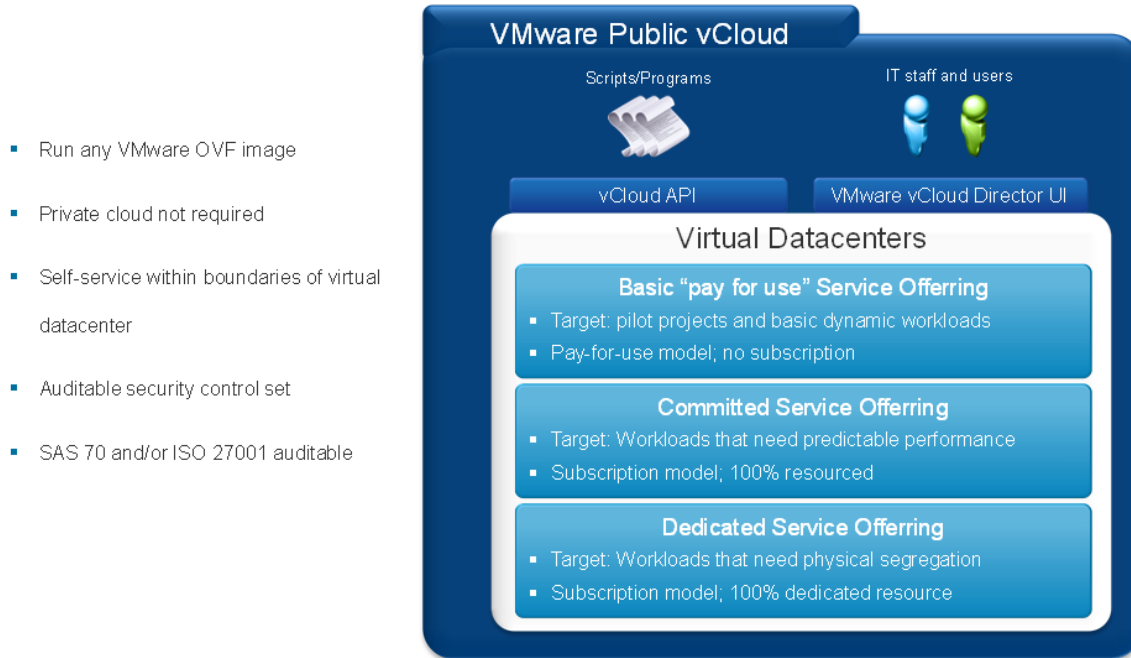 VMware Public vCloud
Scripts/Programs
IT staff and users
vCloud API
VMware vCloud Director UI
Virtual Datacenters
Basic “pay for use” Service Offerring
Target: pilot projects and basic dynamic workloads
Pay-for-use model; no subscription
Committed Service Offerring
Target: Workloads that need predictable performance
Subscription model; 100% resourced
Dedicated Service Offerring
Target: Workloads that need physical segregation
Subscription model; 100% dedicated resource
Run any VMware OVF image
Private cloud not required
Self-service within boundaries of virtual
datacenter
Auditable security control set
SAS 70 and/or ISO 27001 auditable